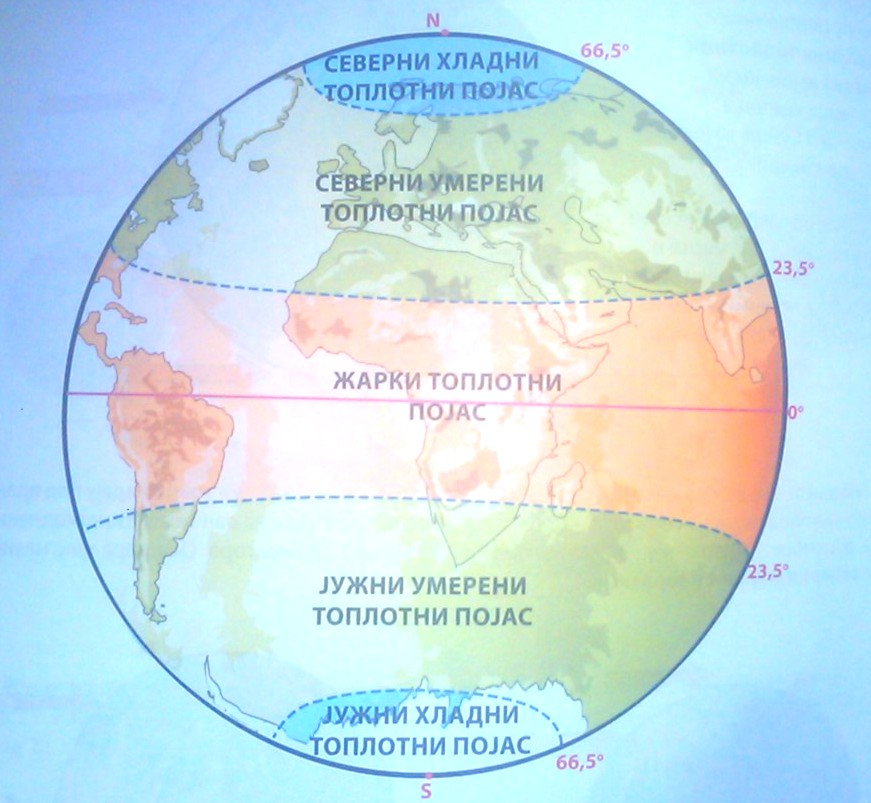 N
66,5°
СЕВЕРНИ ХЛАДНИ
ТОПЛОТНИ ПОЈАС
СЕВЕРНИ УМЕРЕНИ
ТОПЛОТНИ ПОЈАС
23,5°
ЖАРКИ ТОПЛОТНИ
ПОЈАС
0°
23,5°
ЈУЖНИ УМЕРЕНИ
ТОПЛОТНИ ПОЈАС
ЈУЖНИ ХЛАДНИ
ТОПЛОТНИ ПОЈАС
66,5°
S